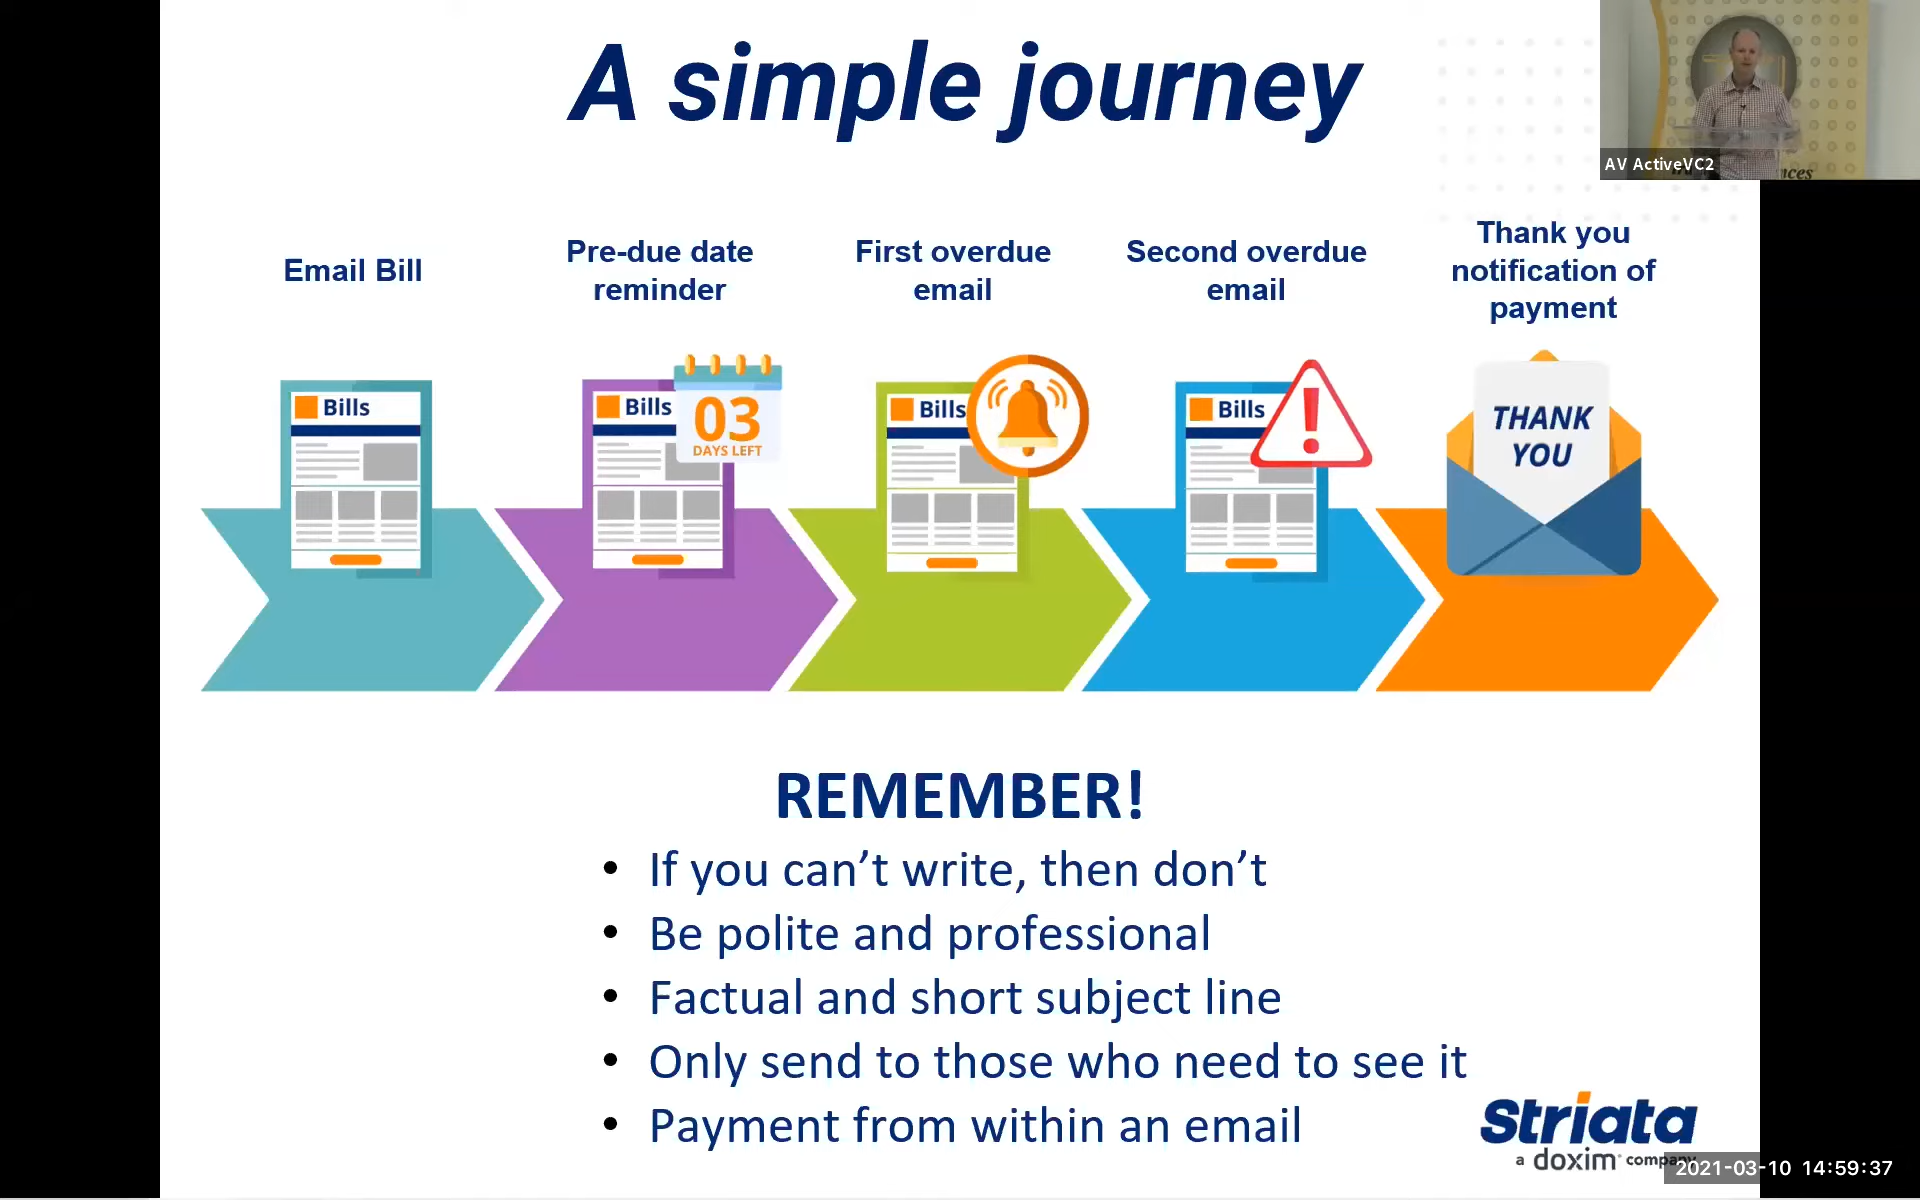 A simple journey
AV ActiveVC2
nces
Email Bill
Pre-due date
reminder
First overdue
email
Second overdue
email
Thank you
notification of
payment
Bills
Bills
03
DAYS LEFT
Bills
Bills
THANK
YOU
REMEMBER!
• If you can’t write, then don’t
• Be polite and professional
• Factual and short subject line
• Only send to those who need to see it
• Payment from within an email
Striata
a doxim company
2021-03-10 14:59:37